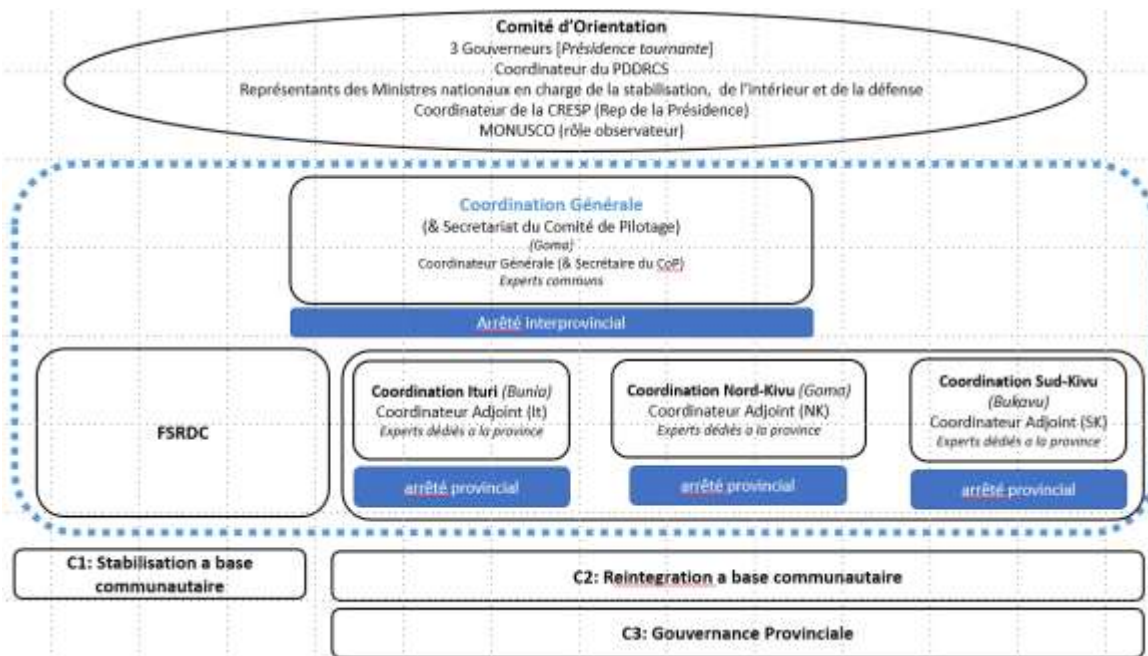 Comité d'Orientation
3 Gouverneurs [Présidence tournante]
Coordinateur du PDDRCS
Représentants des Ministres nationaux en charge de la stabilisation, de l'intérieur et de la défense
Coordinateur de la CRESP (Rep de la Présidence)
MONUSCO (rôle observateur)
Coordination Générale
(& Secretariat du Comité de Pilotage)
(Goma)
Coordinateur Générale (& Secrétaire du CoP)
Experts communs
Arrêté interprovincial
FSRDC
Coordination Ituri (Bunia)
Coordinateur Adjoint (It)
Experts dédiés a la province
arrêté provincial
Coordination Nord-Kivu (Goma)
Coordinateur Adjoint (NK)
Experts dédiés a la province
arrêté provincial
Coordination Sud-Kivu
(Bukavu)
Coordinateur Adjoint (SK)
Experts dédiés a la province
arrêté provincial
C1: Stabilisation a base
communautaire
C2: Reintegration a base communautaire
C3: Gouvernance Provinciale